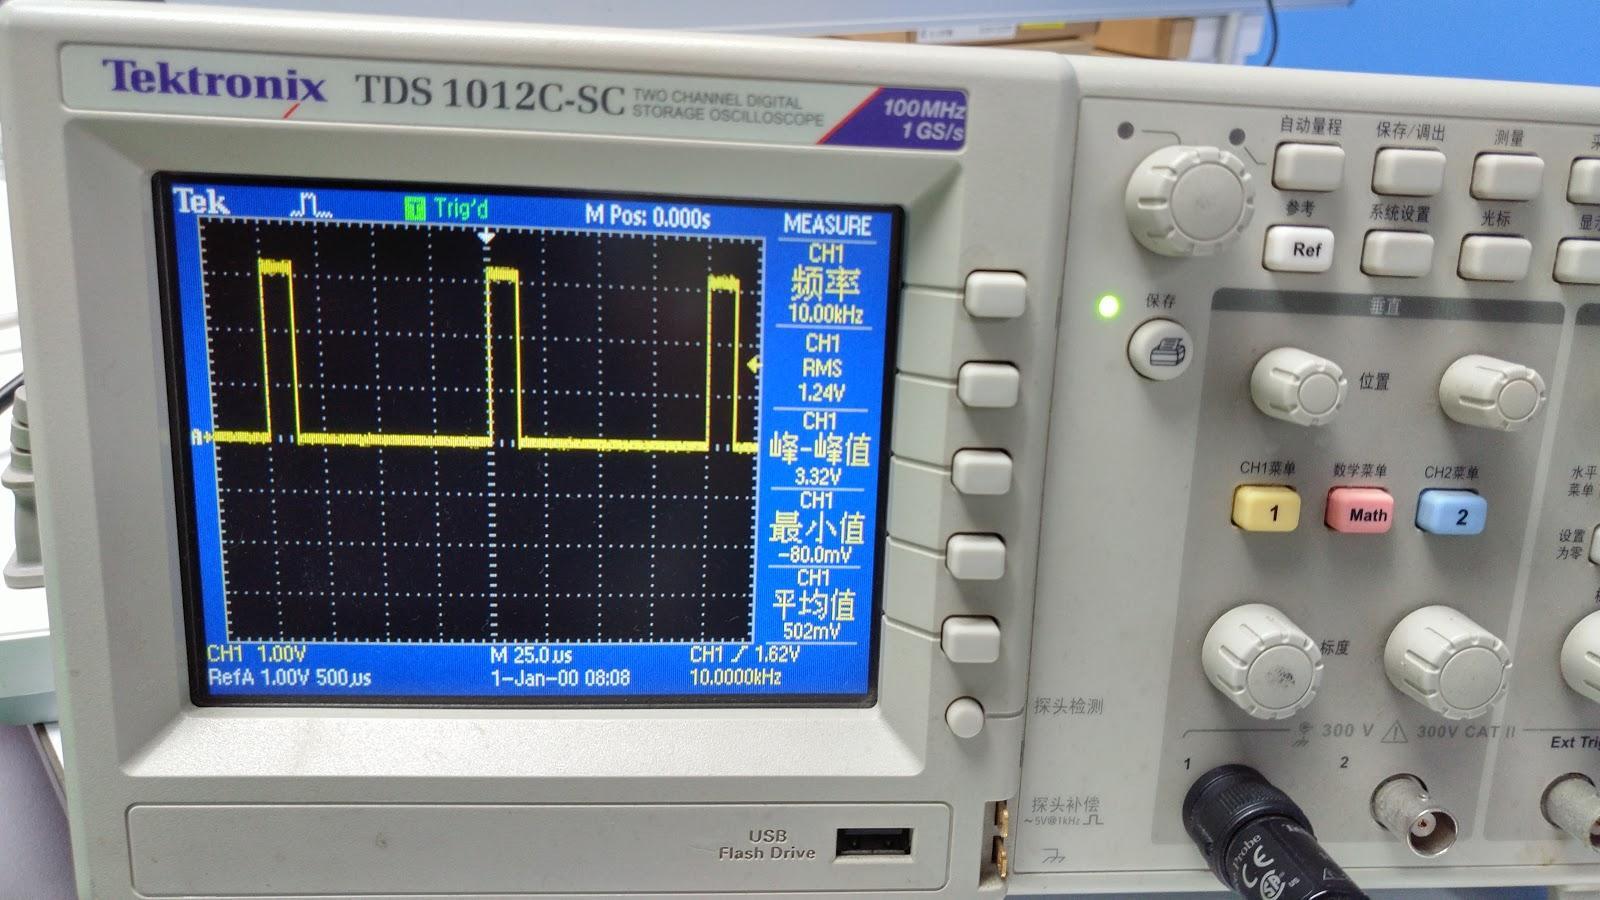 Tektronix TDS 1012C-SC TWO CHANNEL DIGITAL
STORAGE OSCILLOSCOPE
100MHz
1 GS/s
Tek Trig'd M Pos: 0.000s MEASURE
CH1
频率
10.00kHz
CH1
RMS
1.24V
CH1
峰-峰值
3.32V
CH1
最小值
-80.0mV
CH1
平均值
502mV
CH1 1.00V M 25.0µs CH1 1.62V
RefA 1.00V 500µs 1-Jan-00 08:08 10.0000kHz
USB
Flash Drive
自动量程 保存/调出 测量
参考 系统设置 光标
Ref
保存
垂直
位置
CH1菜单 数学菜单 CH2菜单
1 Math 2
水平
菜单
设置
为零
标度
探头检测
300 V 300V CAT II
1 2 Ext Trig
探头补偿
~5V@1kHz